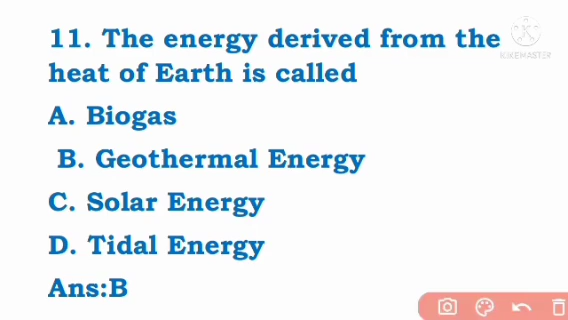 11. The energy derived from the
heat of Earth is called
A. Biogas
B. Geothermal Energy
C. Solar Energy
D. Tidal Energy
Ans:B
KINEMASTER